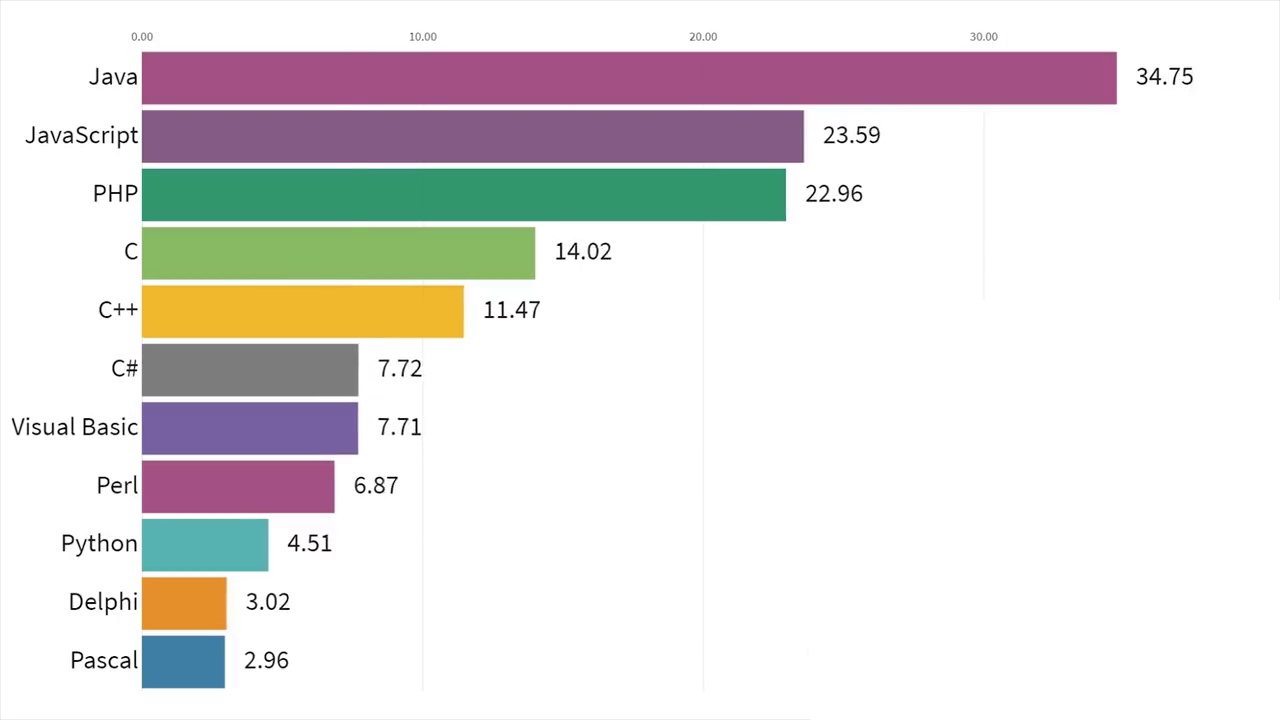 0.00 10.00 20.00 30.00
Java 34.75
JavaScript 23.59
PHP 22.96
C 14.02
C++ 11.47
C# 7.72
Visual Basic 7.71
Perl 6.87
Python 4.51
Delphi 3.02
Pascal 2.96